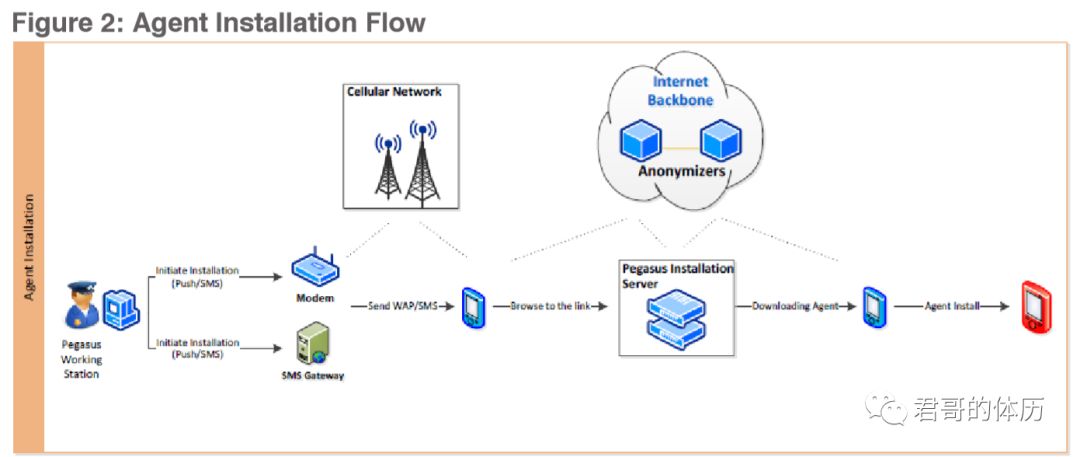 Figure 2: Agent Installation Flow
Agent Installation
Cellular Network
Internet
Backbone
Anonymizers
Initiate Installation
(Push/SMS)
Modem
Pegasus
Working
Station
Initiate Installation
(Push/SMS)
SMS Gateway
Send WAP/SMS
Browse to the link
Pegasus Installation
Server
Downloading Agent
Agent Install
君哥的体历